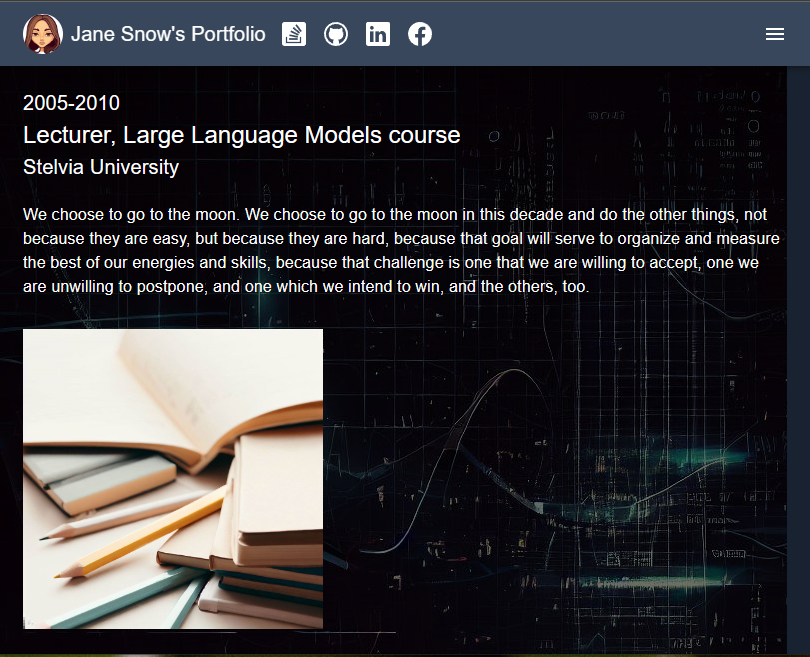 Jane Snow's Portfolio
2005-2010
Lecturer, Large Language Models course
Stelvia University
We choose to go to the moon. We choose to go to the moon in this decade and do the other things, not
because they are easy, but because they are hard, because that goal will serve to organize and measure
the best of our energies and skills, because that challenge is one that we are willing to accept, one we
are unwilling to postpone, and one which we intend to win, and the others, too.